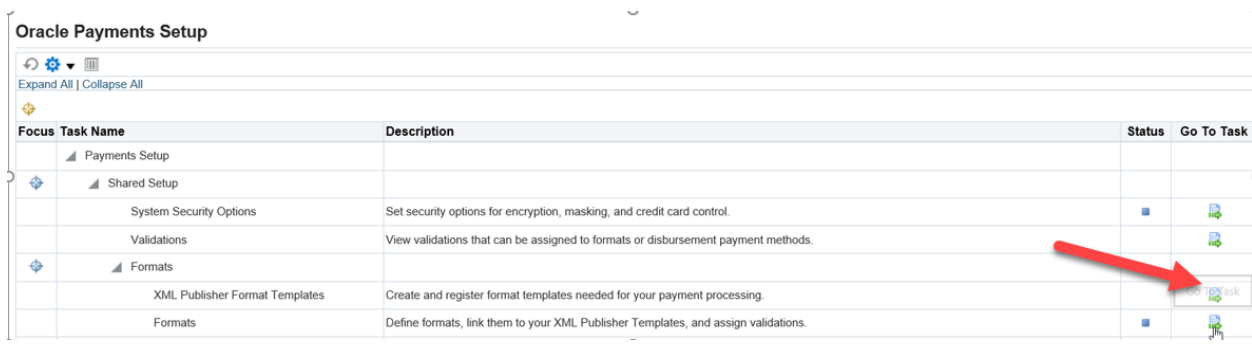 Oracle Payments Setup
Expand All | Collapse All
Focus Task Name Description Status Go To Task
Payments Setup
Shared Setup
System Security Options Set security options for encryption, masking, and credit card control.
Validations View validations that can be assigned to formats or disbursement payment methods.
Formats
XML Publisher Format Templates Create and register format templates needed for your payment processing. Go To Task
Formats Define formats, link them to your XML Publisher Templates, and assign validations.